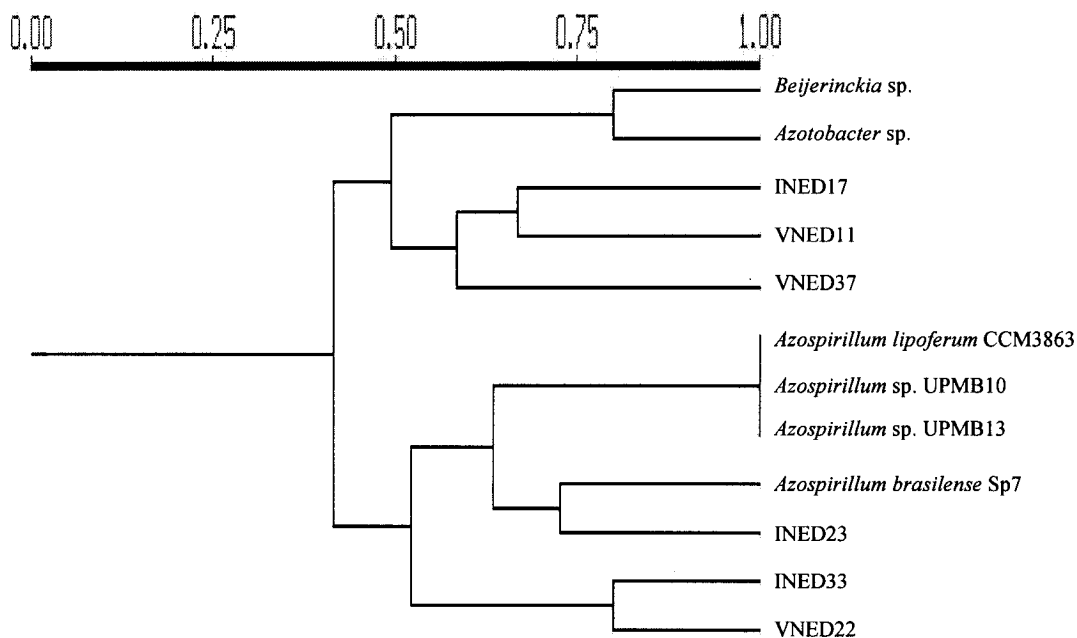 0.00 0.25 0.50 0.75 1.00
Beijerinckia sp.
Azotobacter sp.
INED17
VNED11
VNED37
Azospirillum lipoferum CCM3863
Azospirillum sp. UPMB10
Azospirillum sp. UPMB13
Azospirillum brasilense Sp7
INED23
INED33
VNED22